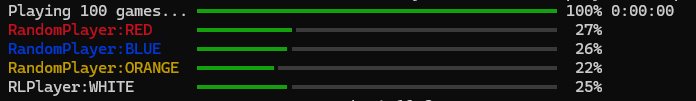 Playing 100 games... 100% 0:00:00
RandomPlayer:RED 27%
RandomPlayer:BLUE 26%
RandomPlayer:ORANGE 22%
RLPlayer:WHITE 25%